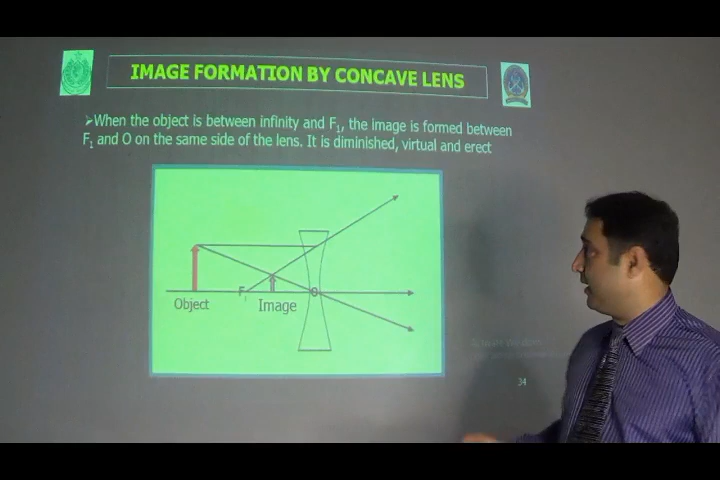 IMAGE FORMATION BY CONCAVE LENS
➢When the object is between infinity and F₁, the image is formed between
F₁ and O on the same side of the lens. It is diminished, virtual and erect
F₁
O
Object
Image
34